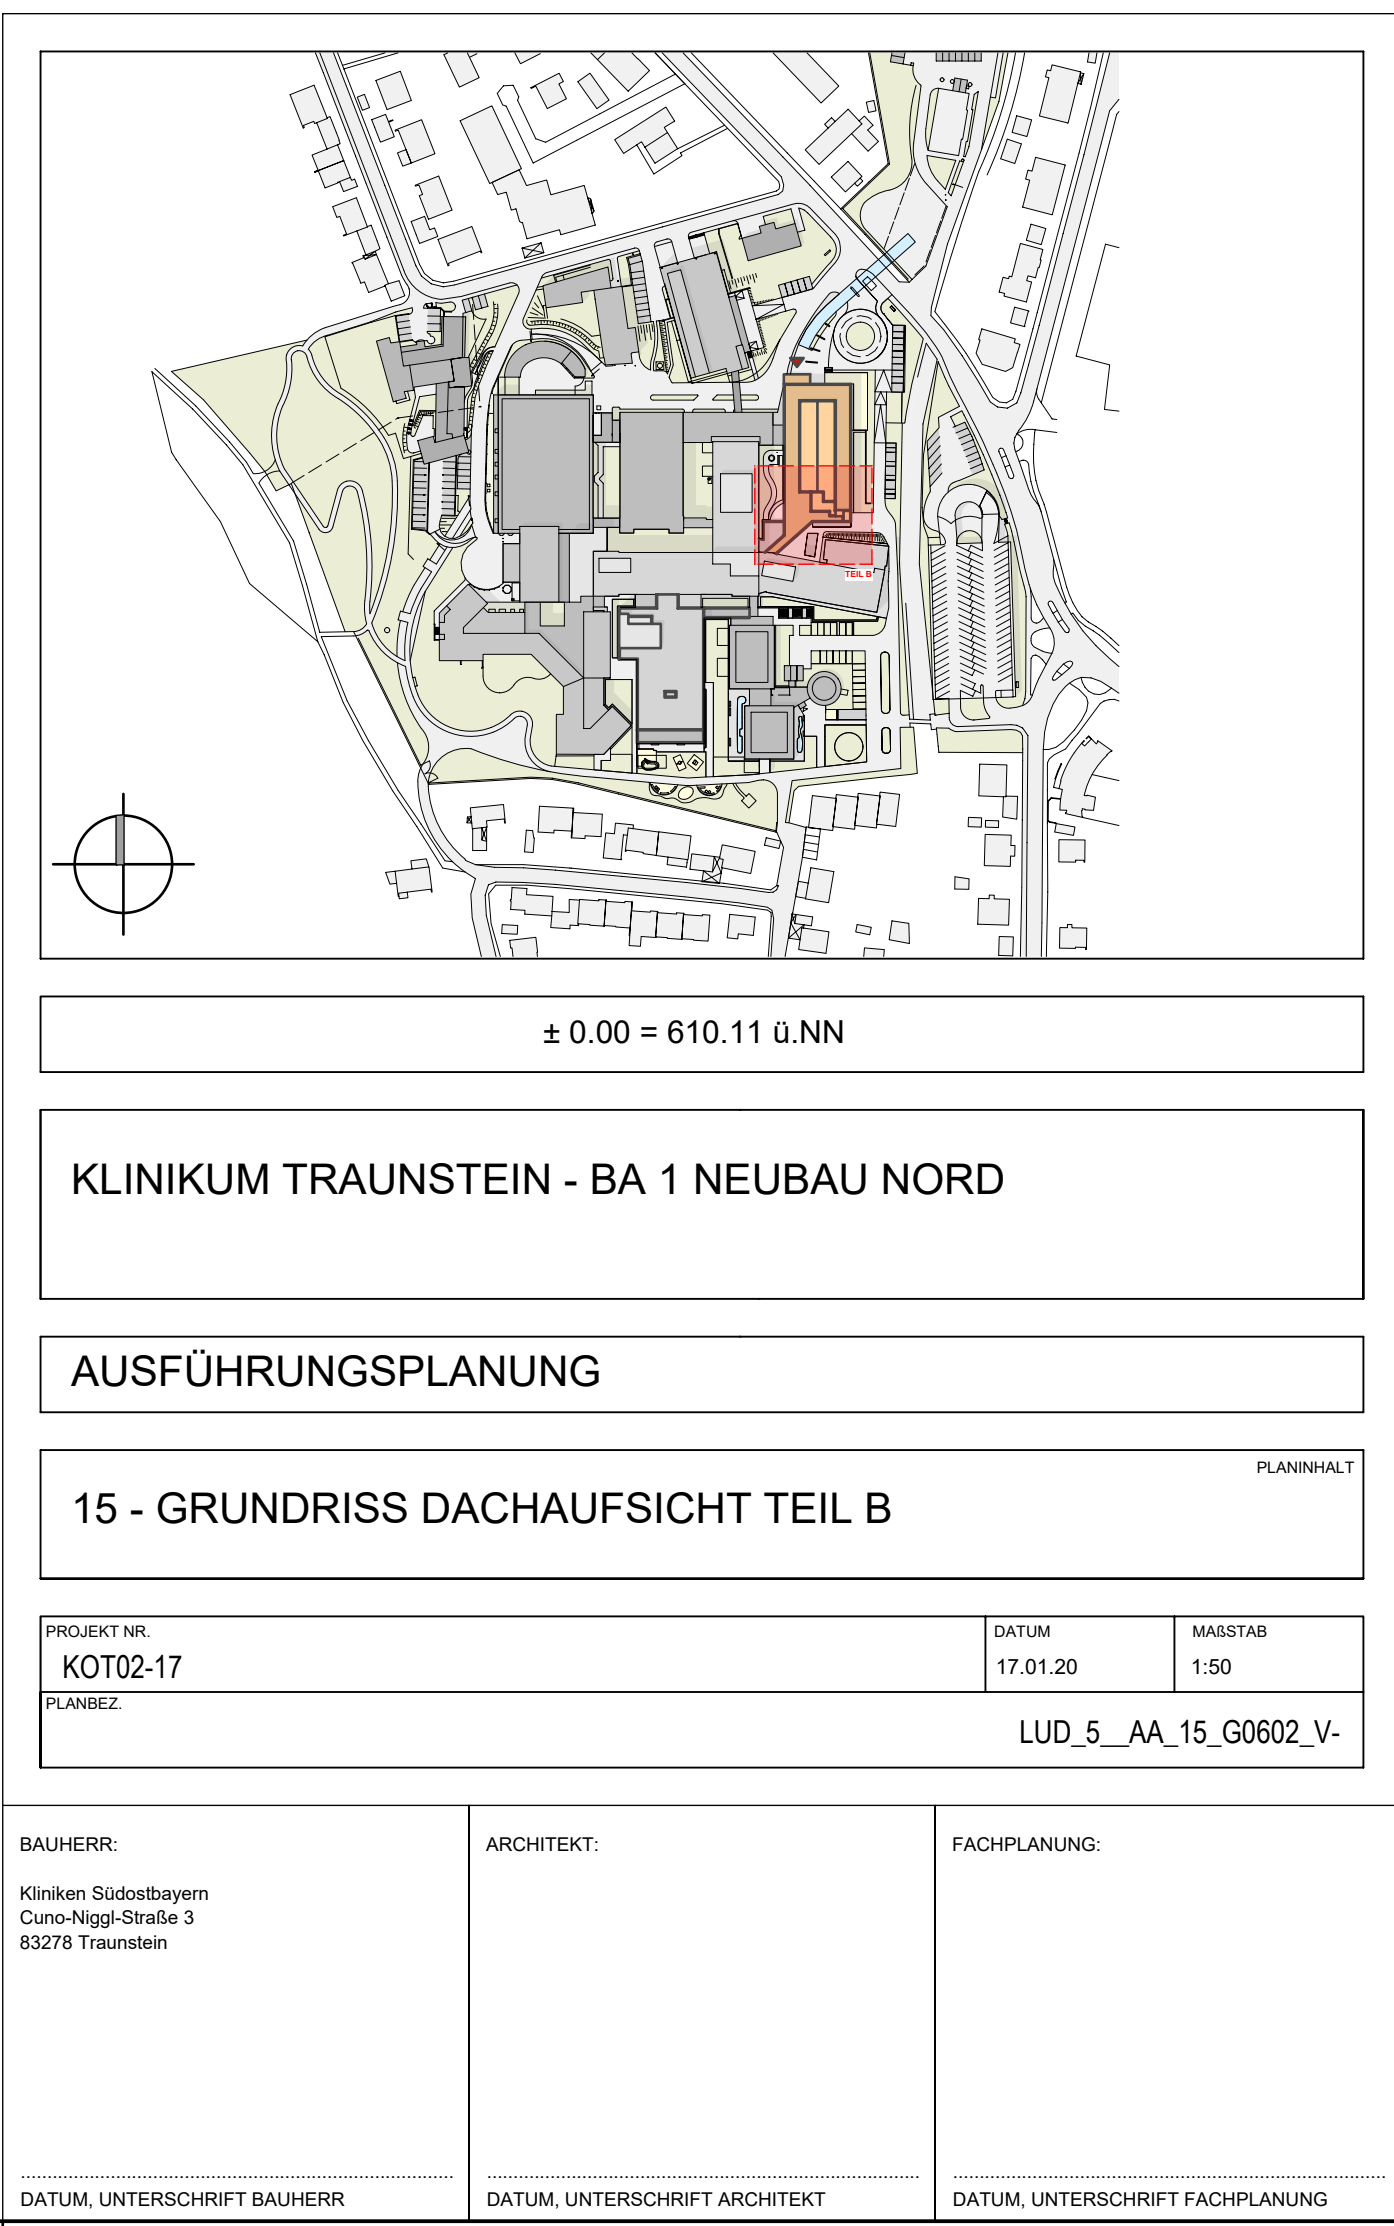 TEIL B
± 0.00 = 610.11 ü.NN
KLINIKUM TRAUNSTEIN - BA 1 NEUBAU NORD
AUSFÜHRUNGSPLANUNG
PLANINHALT
15 - GRUNDRISS DACHAUFSICHT TEIL B
PROJEKT NR.
KOT02-17
DATUM
17.01.20
MAßSTAB
1:50
PLANBEZ.
LUD_5__AA_15_G0602_V-
BAUHERR:
Kliniken Südostbayern
Cuno-Niggl-Straße 3
83278 Traunstein
DATUM, UNTERSCHRIFT BAUHERR
ARCHITEKT:
DATUM, UNTERSCHRIFT ARCHITEKT
FACHPLANUNG:
DATUM, UNTERSCHRIFT FACHPLANUNG